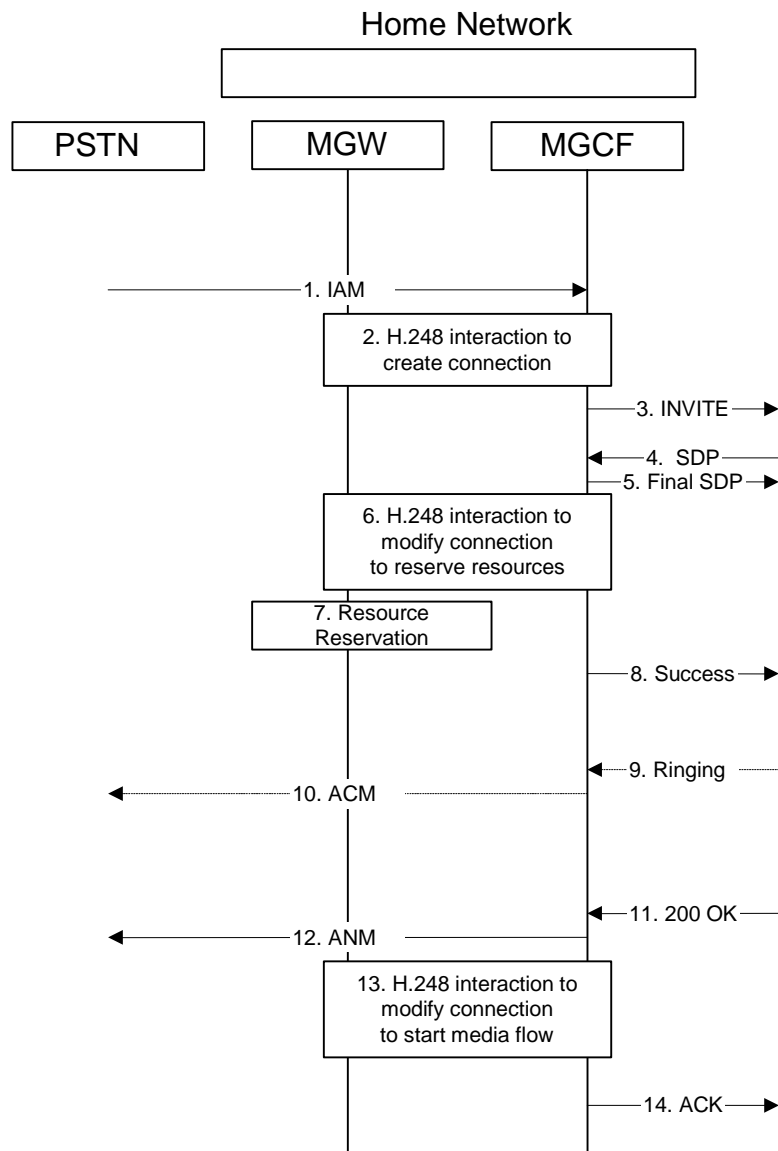 Home Network
PSTN
MGW
MGCF
1. IAM
2. H.248 interaction to
create connection
3. INVITE
4. SDP
5. Final SDP
6. H.248 interaction to
modify connection
to reserve resources
7. Resource
Reservation
8. Success
9. Ringing
10. ACM
11. 200 OK
12. ANM
13. H.248 interaction to
modify connection
to start media flow
14. ACK